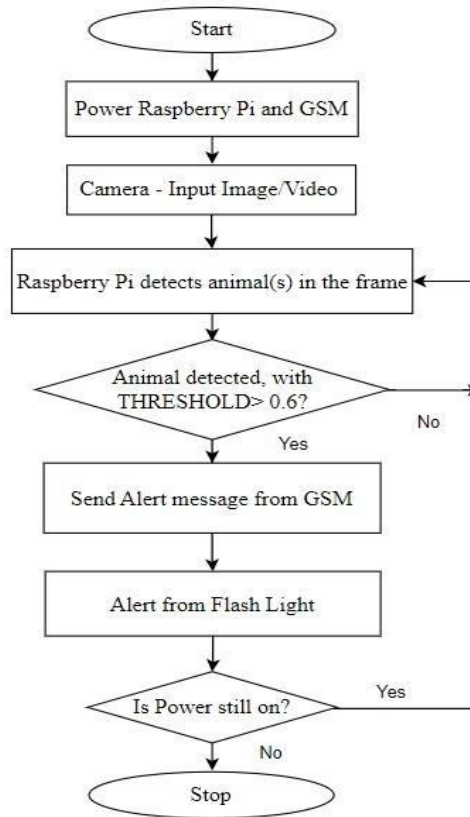 Start
Power Raspberry Pi and GSM
Camera - Input Image/Video
Raspberry Pi detects animal(s) in the frame
Animal detected, with
THRESHOLD> 0.6?
No
Yes
Send Alert message from GSM
Alert from Flash Light
Is Power still on?
Yes
No
Stop